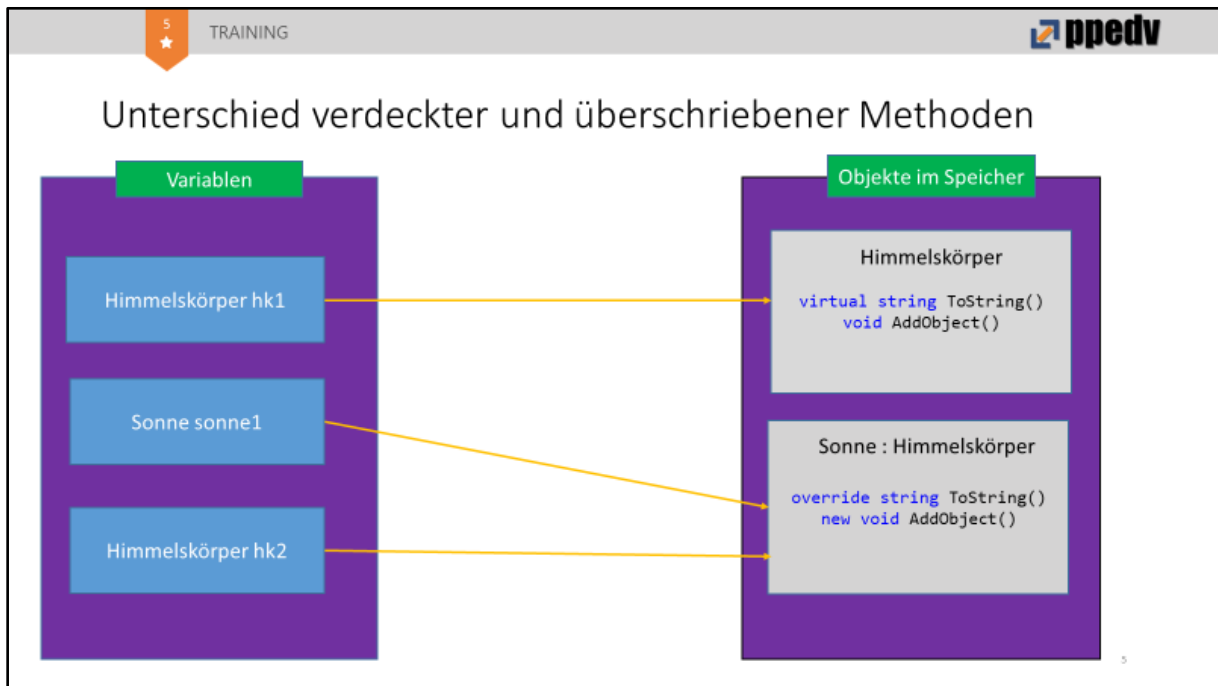 5
TRAINING
ppedv
Unterschied verdeckter und überschriebener Methoden
Variablen
Himmelskörper hk1
Sonne sonne1
Himmelskörper hk2
Objekte im Speicher
Himmelskörper
virtual string ToString()
void AddObject()
Sonne : Himmelskörper
override string ToString()
new void AddObject()
5